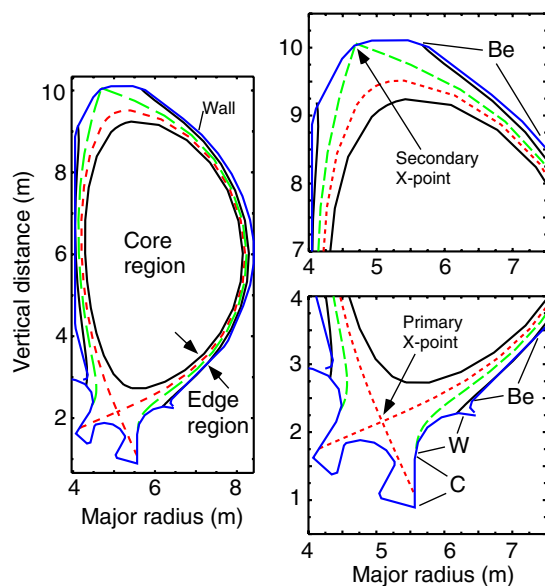 10
8
6
4
2
4
6
8
Vertical distance (m)
Major radius (m)
Wall
Core
region
Edge
region
10
9
8
7
4
5
6
7
Be
Secondary
X-point
4
3
2
1
4
5
6
7
Primary
X-point
Be
W
C
Major radius (m)